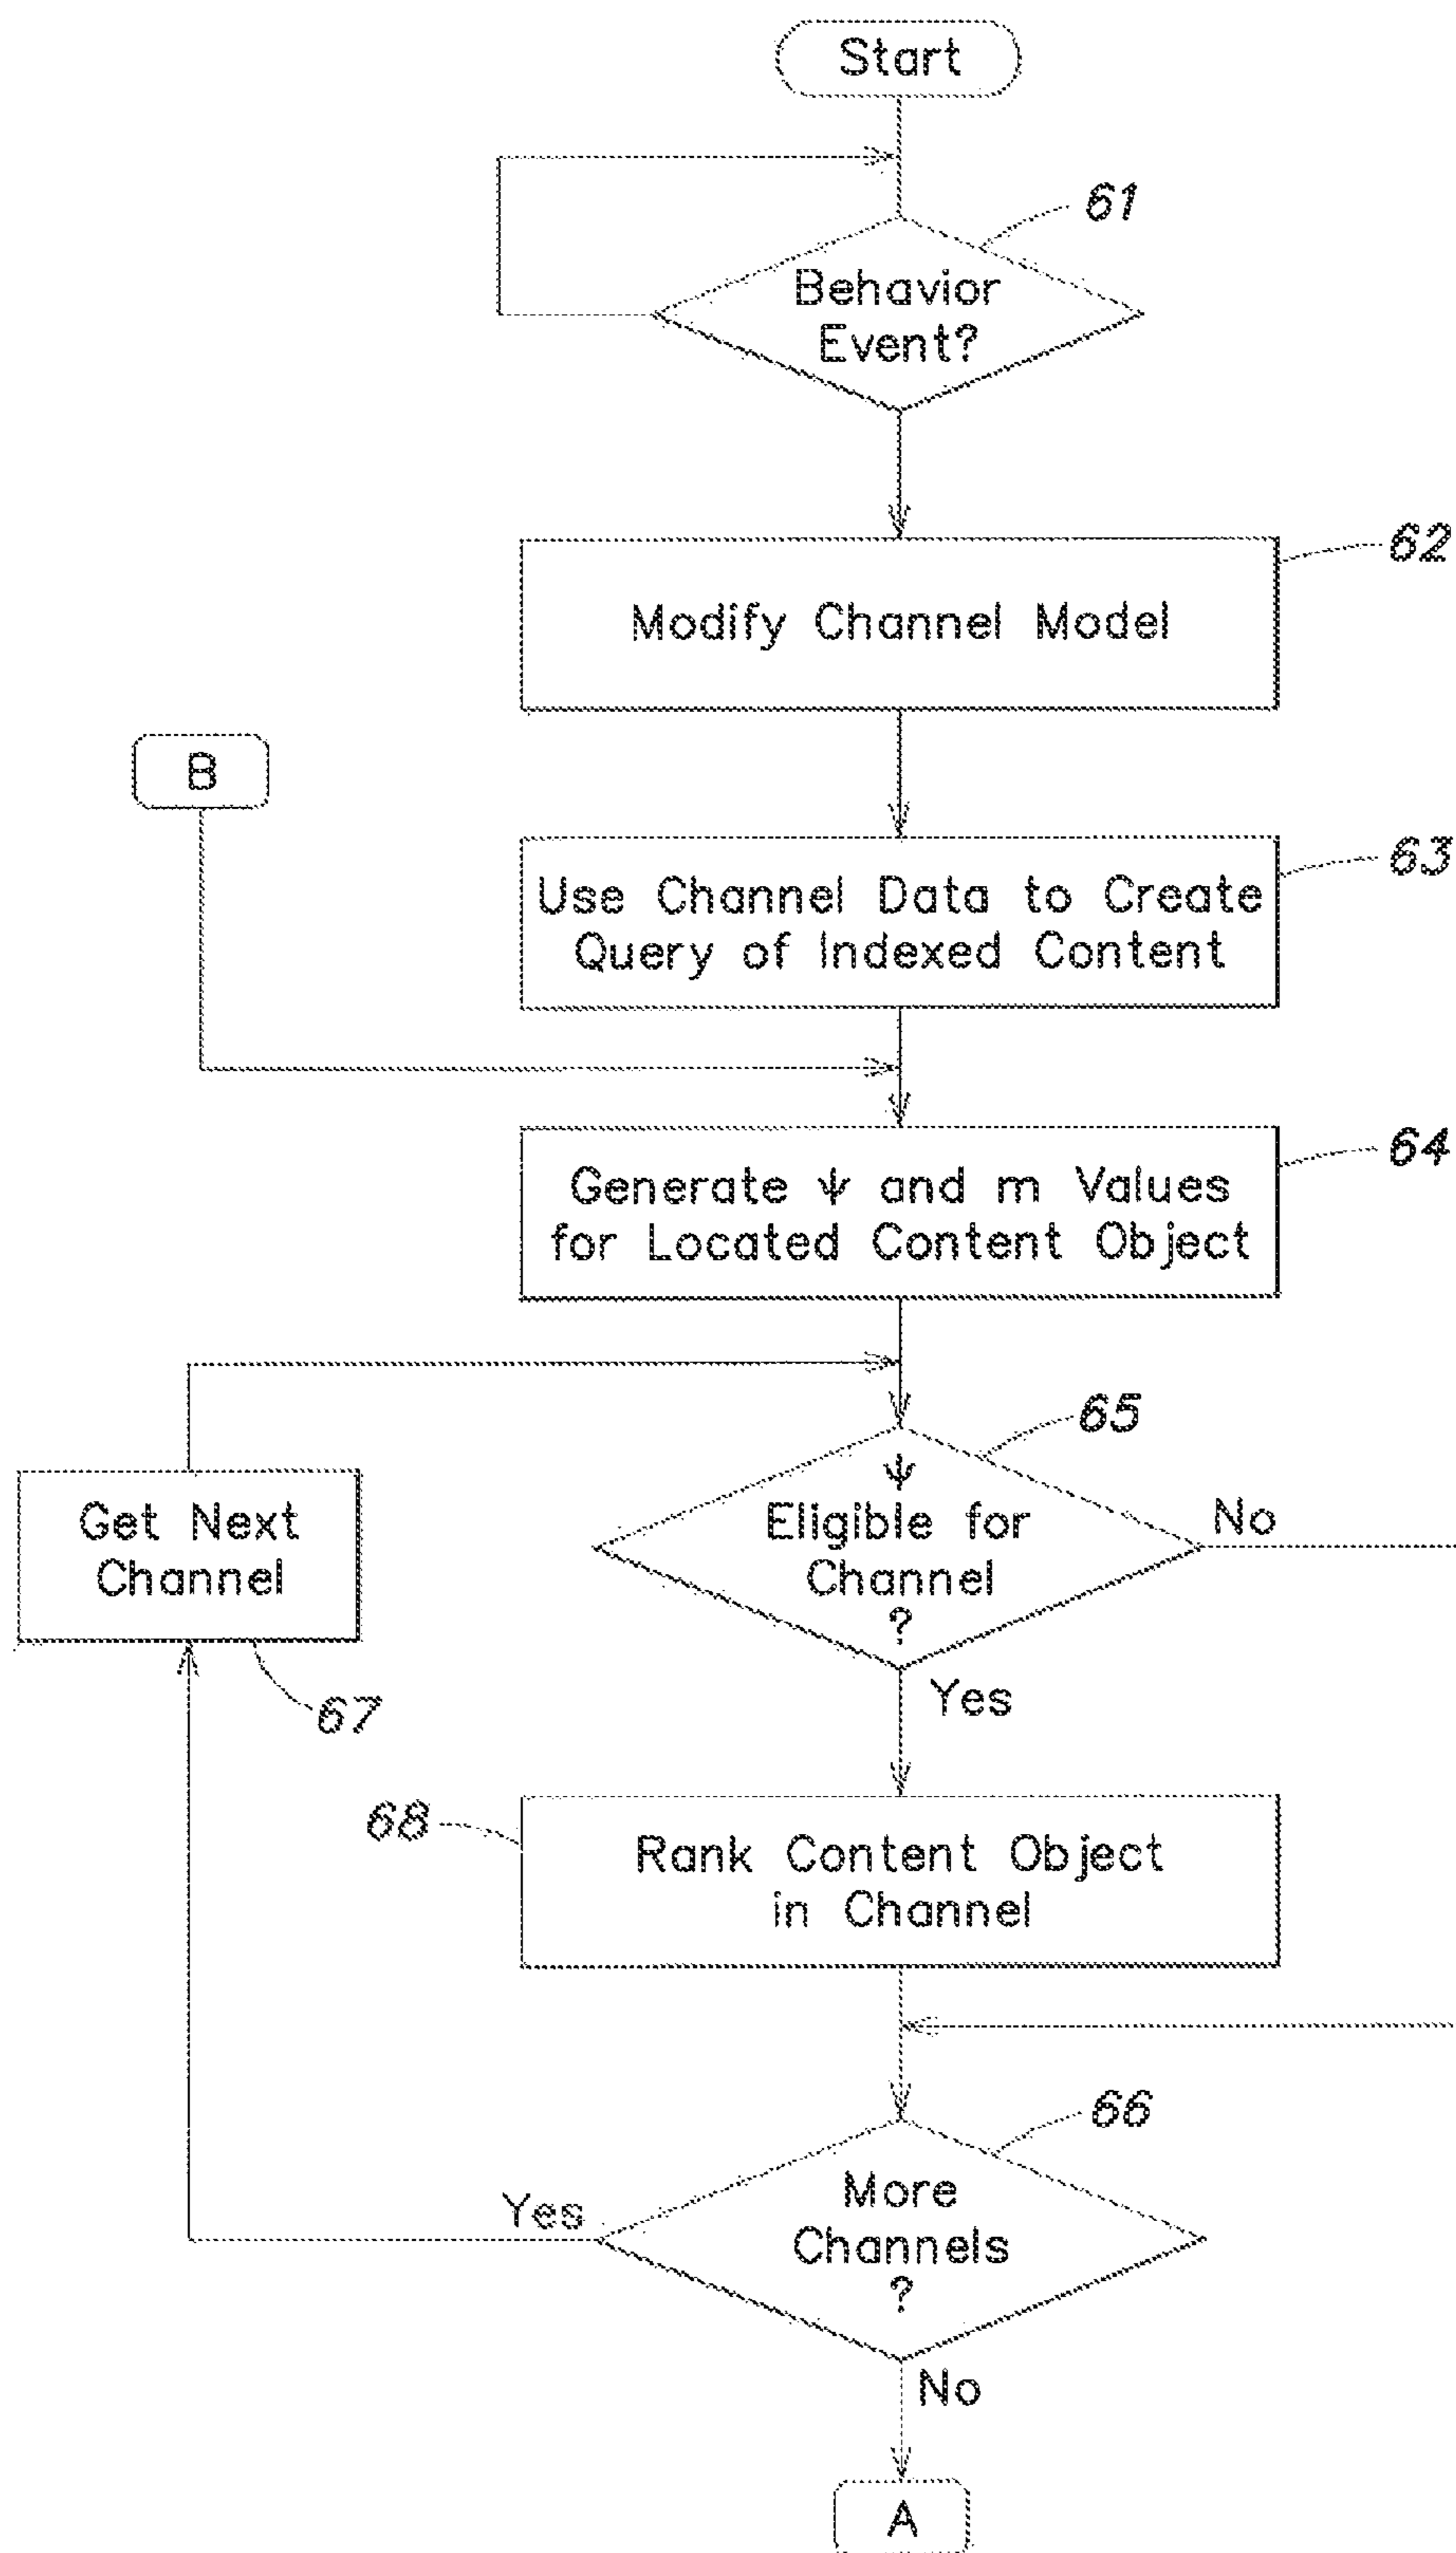 Start
61
Behavior
Event?
62
Modify Channel Model
B
63
Use Channel Data to Create
Query of Indexed Content
64
Generate ψ and m Values
for Located Content Object
65
ψ
Eligible for
Channel
?
No
Get Next
Channel
67
Yes
68
Rank Content Object
in Channel
66
More
Channels
?
Yes
No
A